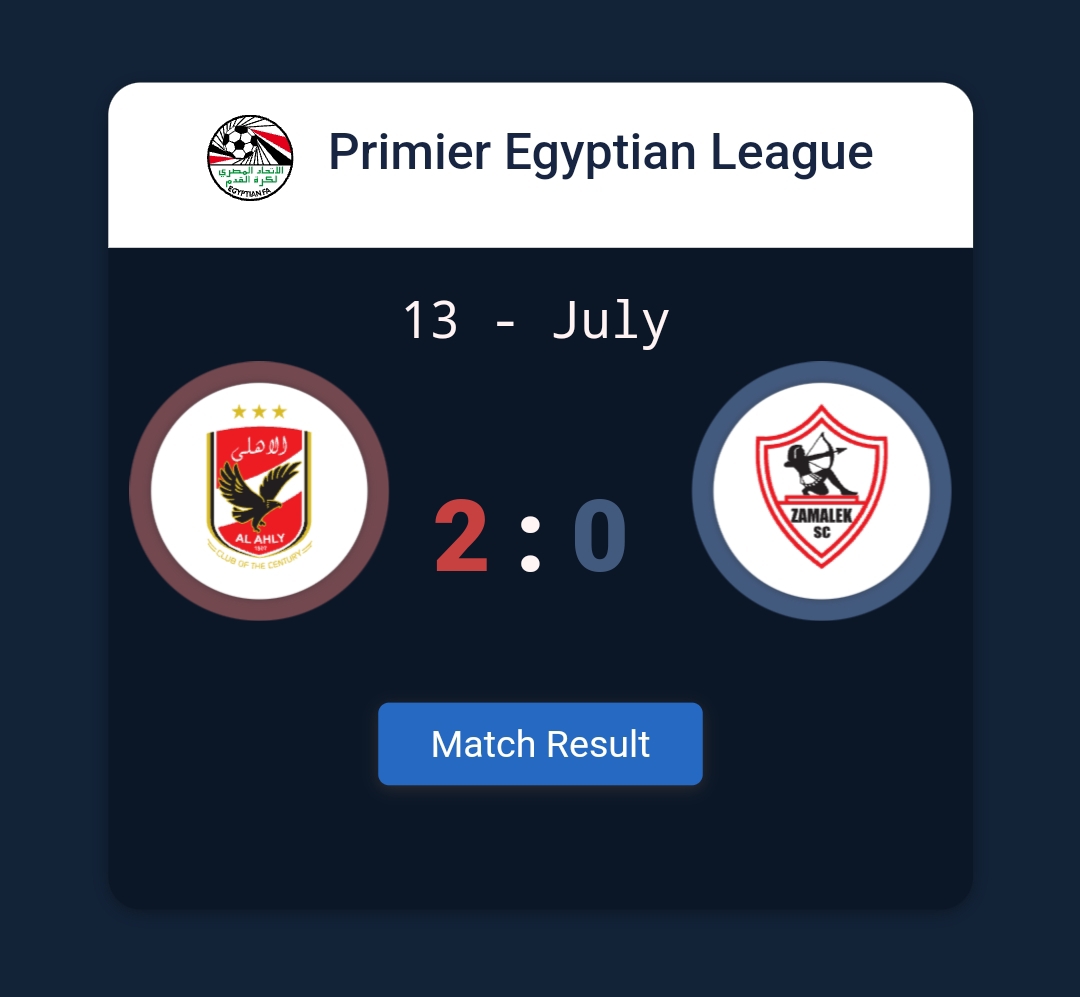 Primier Egyptian League
الاتحاد المصري
لكرة القدم
EGYPTIAN FA
13 - July
الاهلي
AL AHLY
1907
CLUB OF THE CENTURY
2 : 0
ZAMALEK
SC
Match Result